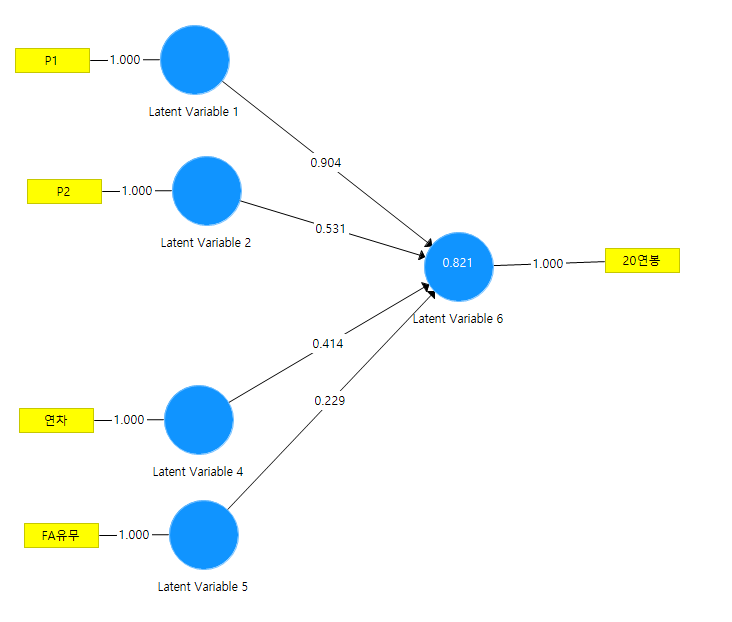 P1
1.000
Latent Variable 1
0.904
P2
1.000
Latent Variable 2
0.531
0.821
Latent Variable 6
1.000
20연봉
0.414
0.229
연차
1.000
Latent Variable 4
FA유무
1.000
Latent Variable 5